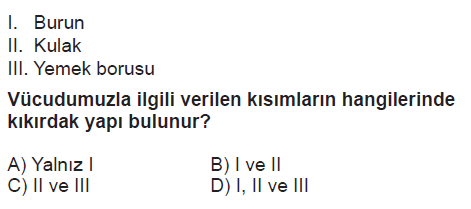 I. Burun
II. Kulak
III. Yemek borusu
Vücudumuzla ilgili verilen kısımların hangilerinde
kıkırdak yapı bulunur?
A) Yalnız I B) I ve II
C) II ve III D) I, II ve III